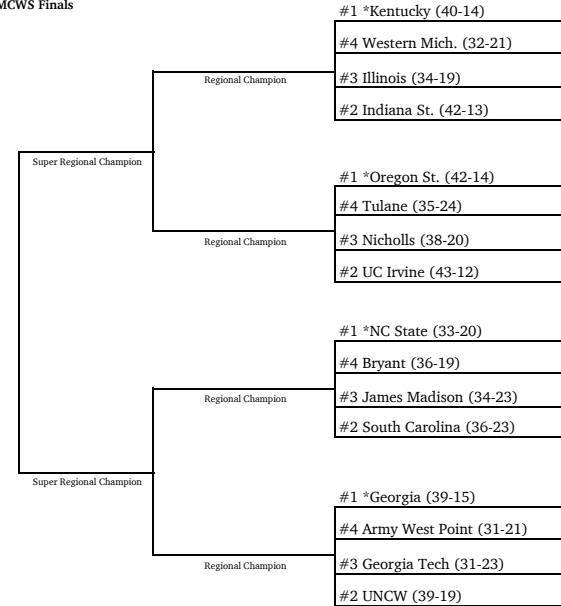 MCWS Finals
#1 *Kentucky (40-14)
#4 Western Mich. (32-21)
Regional Champion
#3 Illinois (34-19)
#2 Indiana St. (42-13)
Super Regional Champion
#1 *Oregon St. (42-14)
#4 Tulane (35-24)
Regional Champion
#3 Nicholls (38-20)
#2 UC Irvine (43-12)
#1 *NC State (33-20)
#4 Bryant (36-19)
Regional Champion
#3 James Madison (34-23)
#2 South Carolina (36-23)
Super Regional Champion
#1 *Georgia (39-15)
#4 Army West Point (31-21)
Regional Champion
#3 Georgia Tech (31-23)
#2 UNCW (39-19)